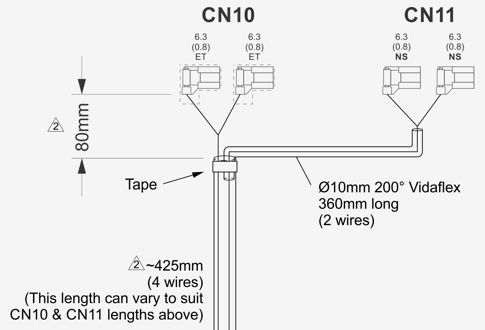 CN10
CN11
6.3
(0.8)
ET
6.3
(0.8)
ET
6.3
(0.8)
NS
6.3
(0.8)
NS
2
80mm
Tape
Ø10mm 200° Vidaflex
360mm long
(2 wires)
2 ~425mm
(4 wires)
(This length can vary to suit
CN10 & CN11 lengths above)